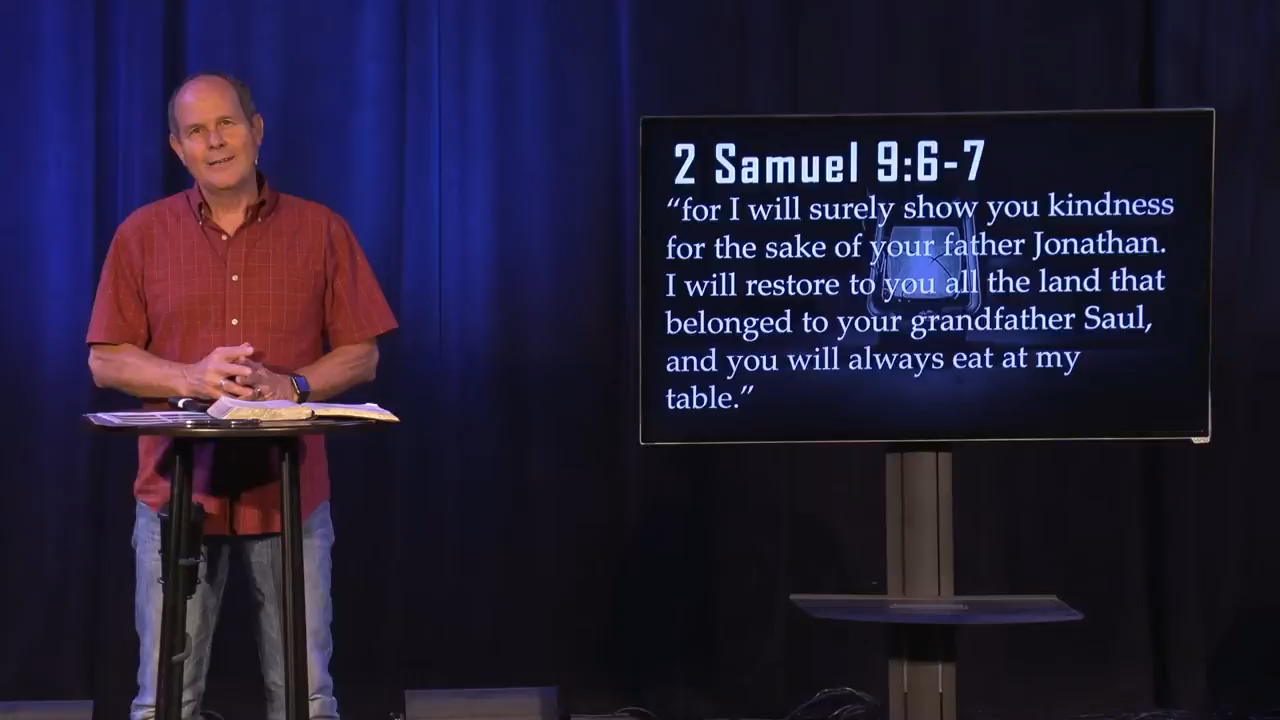 2 Samuel 9:6-7
“for I will surely show you kindness
for the sake of your father Jonathan.
I will restore to you all the land that
belonged to your grandfather Saul,
and you will always eat at my
table.”